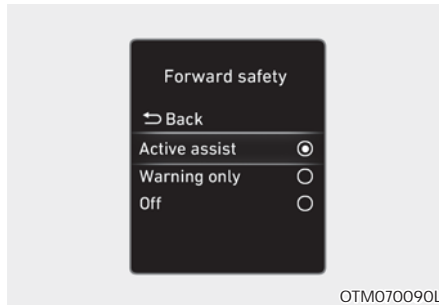 Forward safety
Back
Active assist
Warning only
Off
OTM070090L